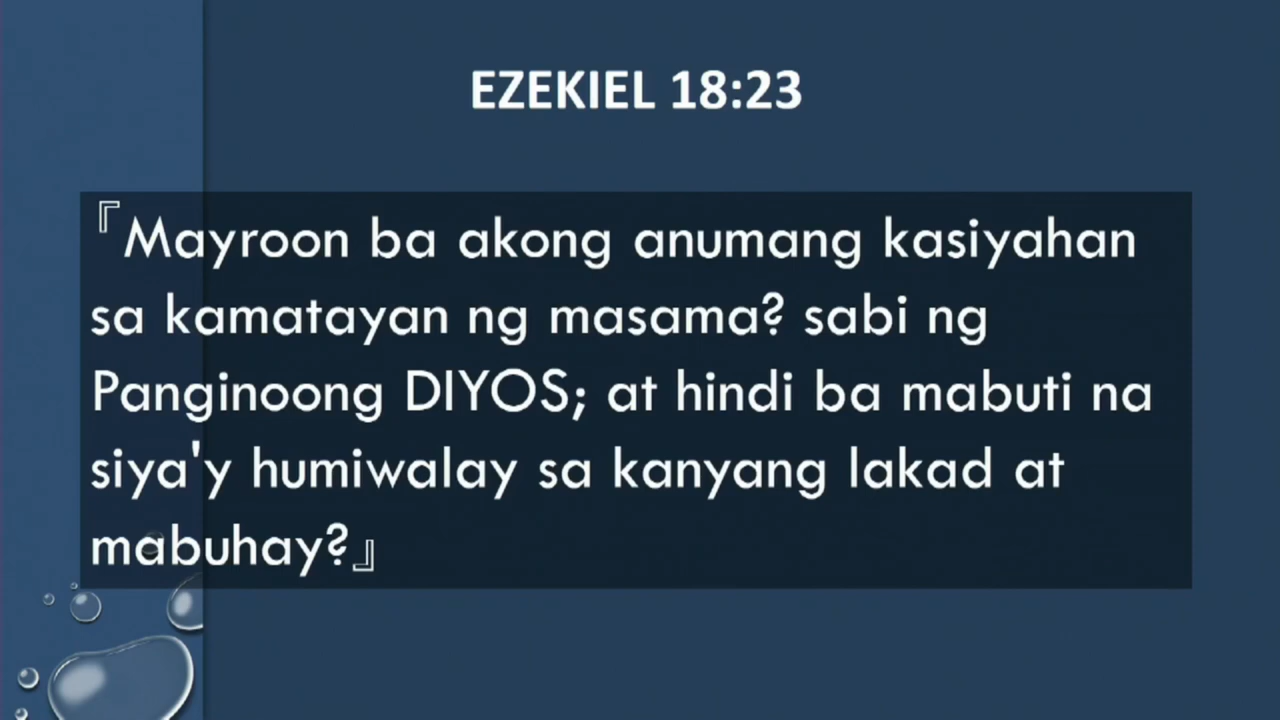 EZEKIEL 18:23
『Mayroon ba akong anumang kasiyahan
sa kamatayan ng masama? sabi ng
Panginoong DIYOS; at hindi ba mabuti na
siya'y humiwalay sa kanyang lakad at
mabuhay?』